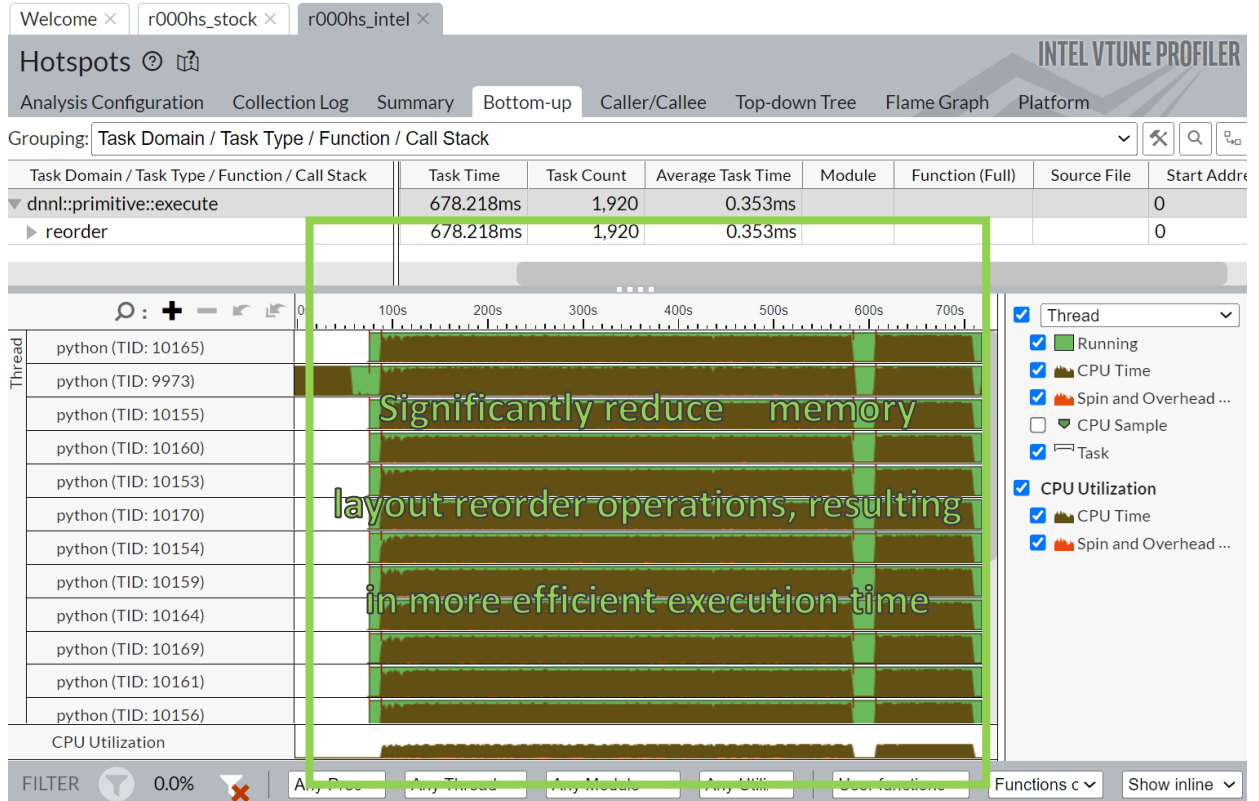 Welcome × r000hs_stock × r000hs_intel ×
Hotspots
INTEL VTUNE PROFILER
Analysis Configuration Collection Log Summary Bottom-up Caller/Callee Top-down Tree Flame Graph Platform
Grouping: Task Domain / Task Type / Function / Call Stack
Task Domain / Task Type / Function / Call Stack Task Time Task Count Average Task Time Module Function (Full) Source File Start Addre
dnnl::primitive::execute 678.218ms 1,920 0.353ms 0
reorder 678.218ms 1,920 0.353ms 0
100s 200s 300s 400s 500s 600s 700s
Thread
python (TID: 10165)
python (TID: 9973)
python (TID: 10155)
python (TID: 10160)
python (TID: 10153)
python (TID: 10170)
python (TID: 10154)
python (TID: 10159)
python (TID: 10164)
python (TID: 10169)
python (TID: 10161)
python (TID: 10156)
CPU Utilization
Significantly reduce memory
layout reorder operations, resulting
in more efficient execution time
Thread
Running
CPU Time
Spin and Overhead ...
CPU Sample
Task
CPU Utilization
CPU Time
Spin and Overhead ...
FILTER 0.0% Any Thread Any Module User functions Functions o Show inline